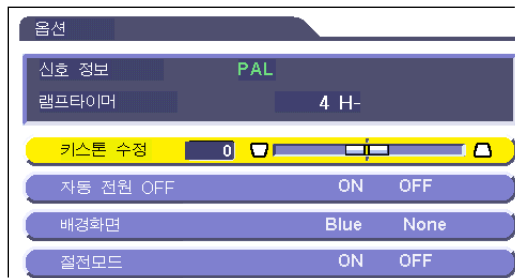 옵션
신호 정보 PAL
램프타이머 4 H-
키스톤 수정 0
자동 전원 OFF ON OFF
배경화면 Blue None
절전모드 ON OFF